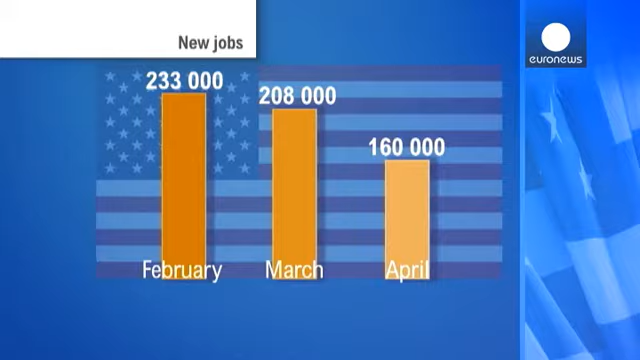 New jobs
euronews
233 000
208 000
160 000
February
March
April